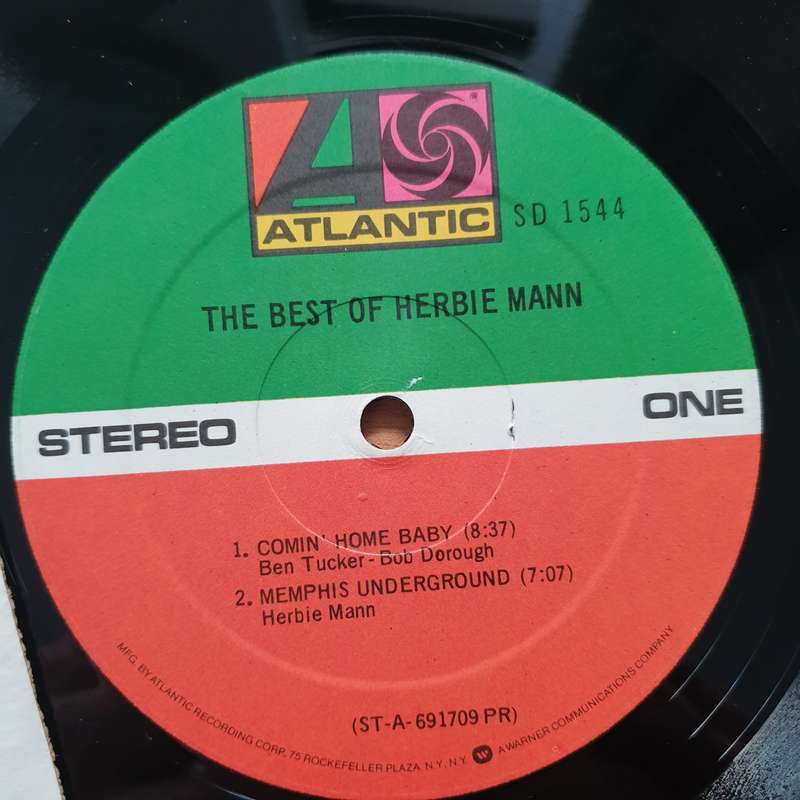 ATLANTIC
SD 1544
THE BEST OF HERBIE MANN
STEREO
ONE
1. COMIN' HOME BABY (8:37)
Ben Tucker - Bob Dorough
2. MEMPHIS UNDERGROUND (7:07)
Herbie Mann
(ST-A-691709 PR)
MFG. BY ATLANTIC RECORDING CORP., 75 ROCKEFELLER PLAZA, N.Y., N.Y. A WARNER COMMUNICATIONS COMPANY